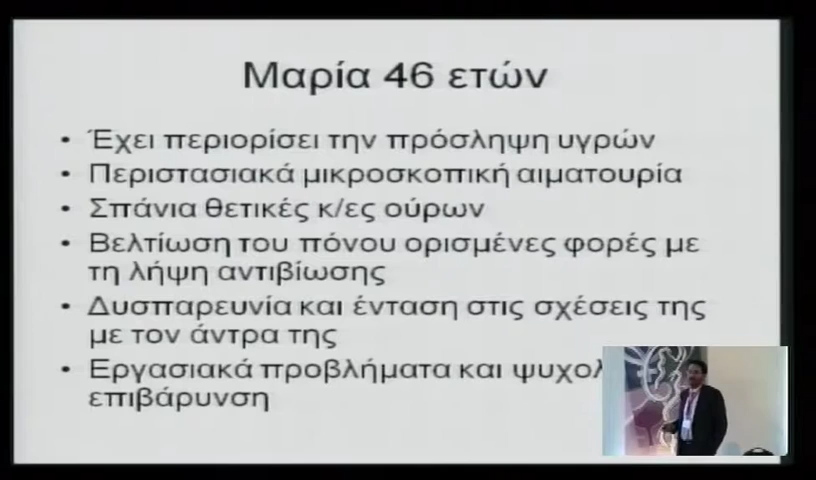 Μαρία 46 ετών
• Έχει περιορίσει την πρόσληψη υγρών
• Περιστασιακά μικροσκοπική αιματουρία
• Σπάνια θετικές κ/ες ούρων
• Βελτίωση του πόνου ορισμένες φορές με
τη λήψη αντιβίωσης
• Δυσπαρευνία και ένταση στις σχέσεις της
με τον άντρα της
• Εργασιακά προβλήματα και
επιβάρυνση